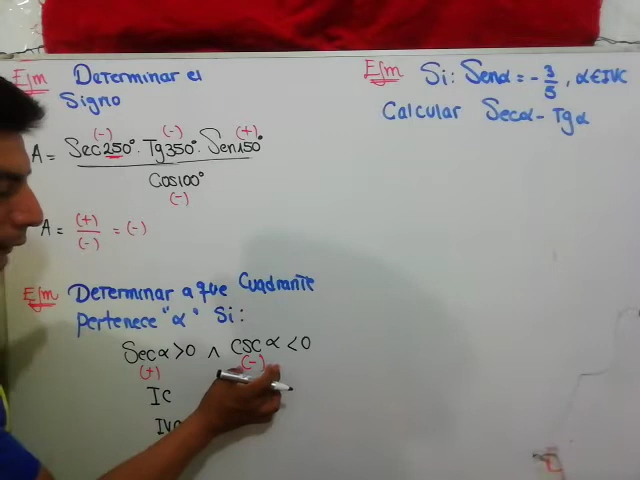 Ejm Determinar el
Signo
(-) (-) (+)
A = Sec250° . Tg350° . Sen150°
Cos100°
(-)
A = (+) / (-) = (-)
Ejm Determinar a que Cuadrante
pertenece "α" Si:
Secα>0 ∧ CSCα<0
(+) (-)
IC
IVC
Ejm Si: Senα = -3/5 , α∈IVC
Calcular Secα - Tgα